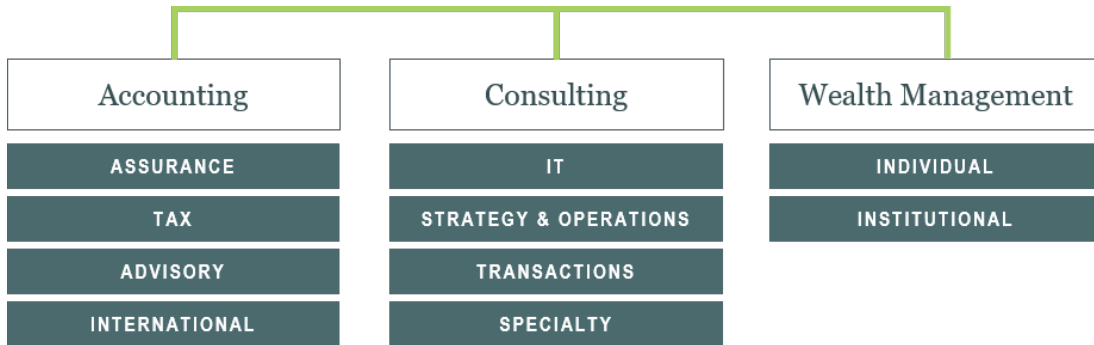 Accounting
ASSURANCE
TAX
ADVISORY
INTERNATIONAL
Consulting
IT
STRATEGY & OPERATIONS
TRANSACTIONS
SPECIALTY
Wealth Management
INDIVIDUAL
INSTITUTIONAL